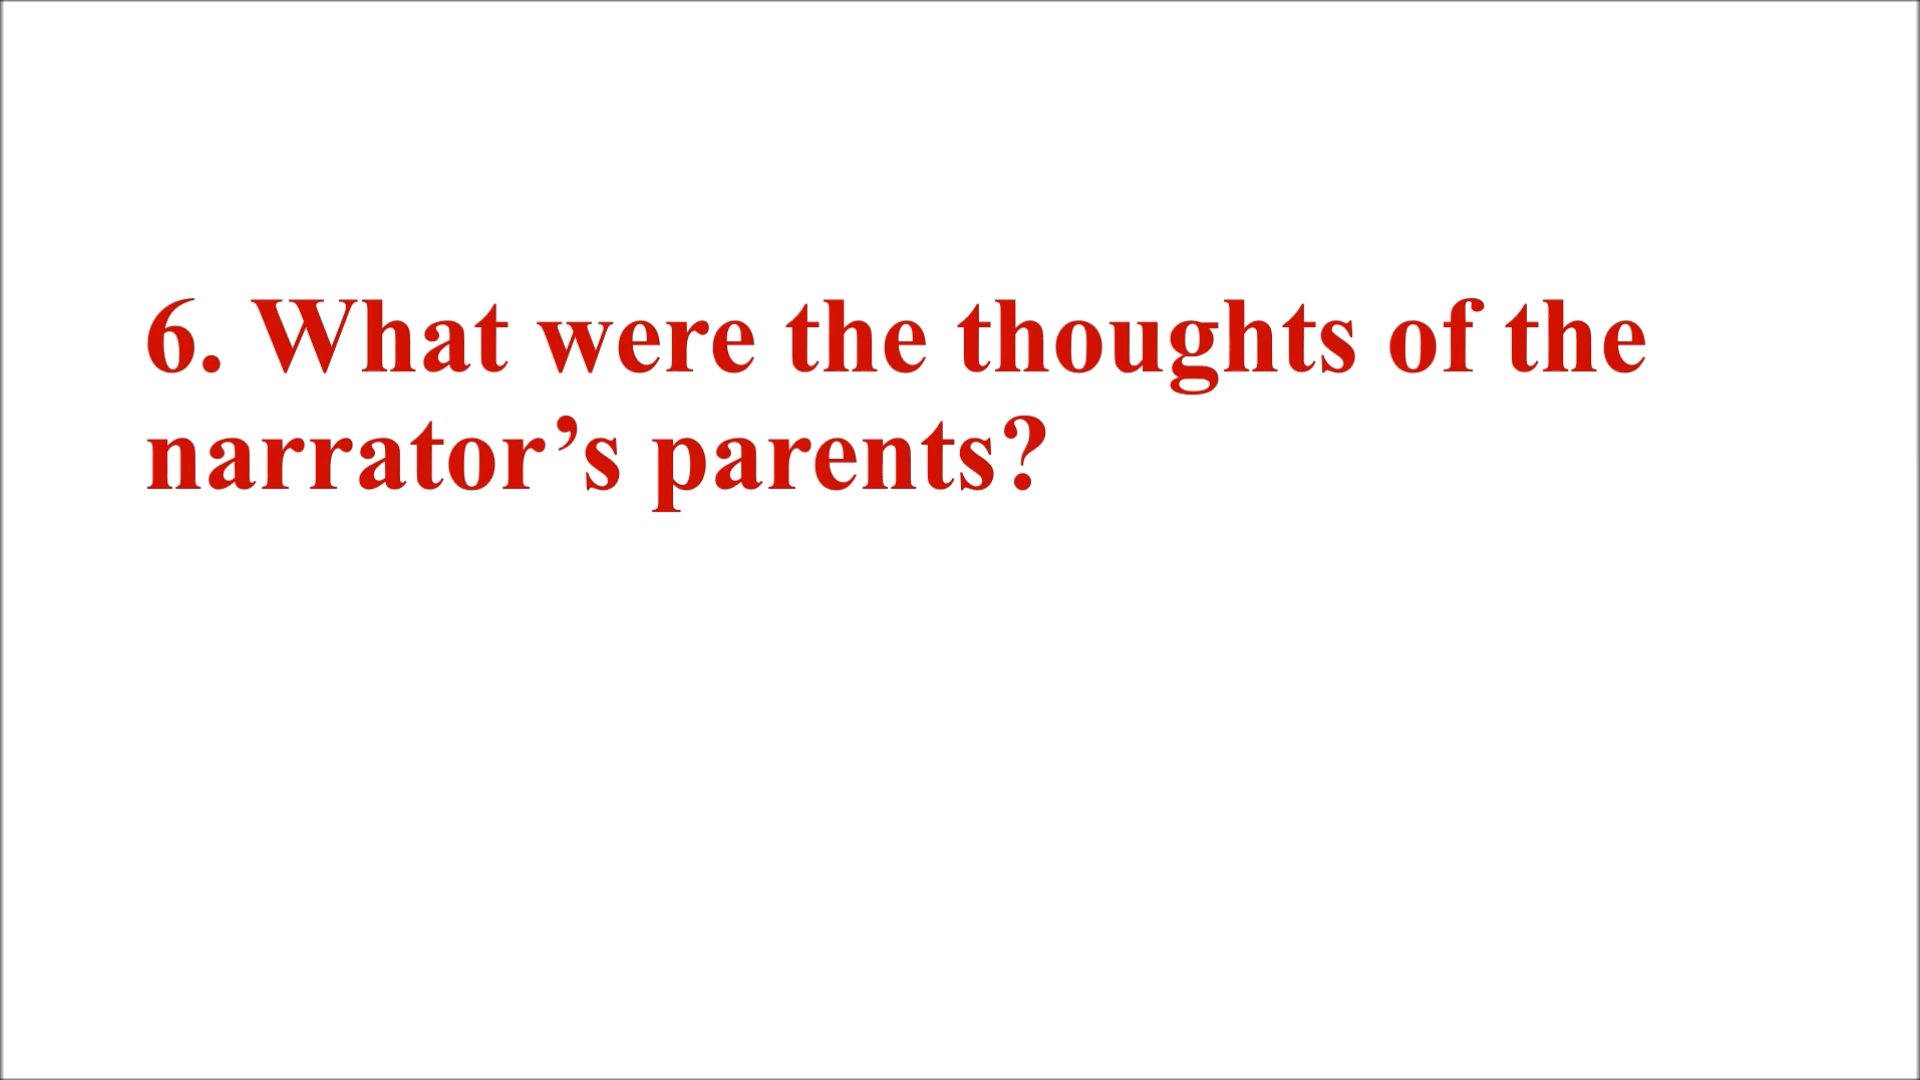 6. What were the thoughts of the
narrator’s parents?